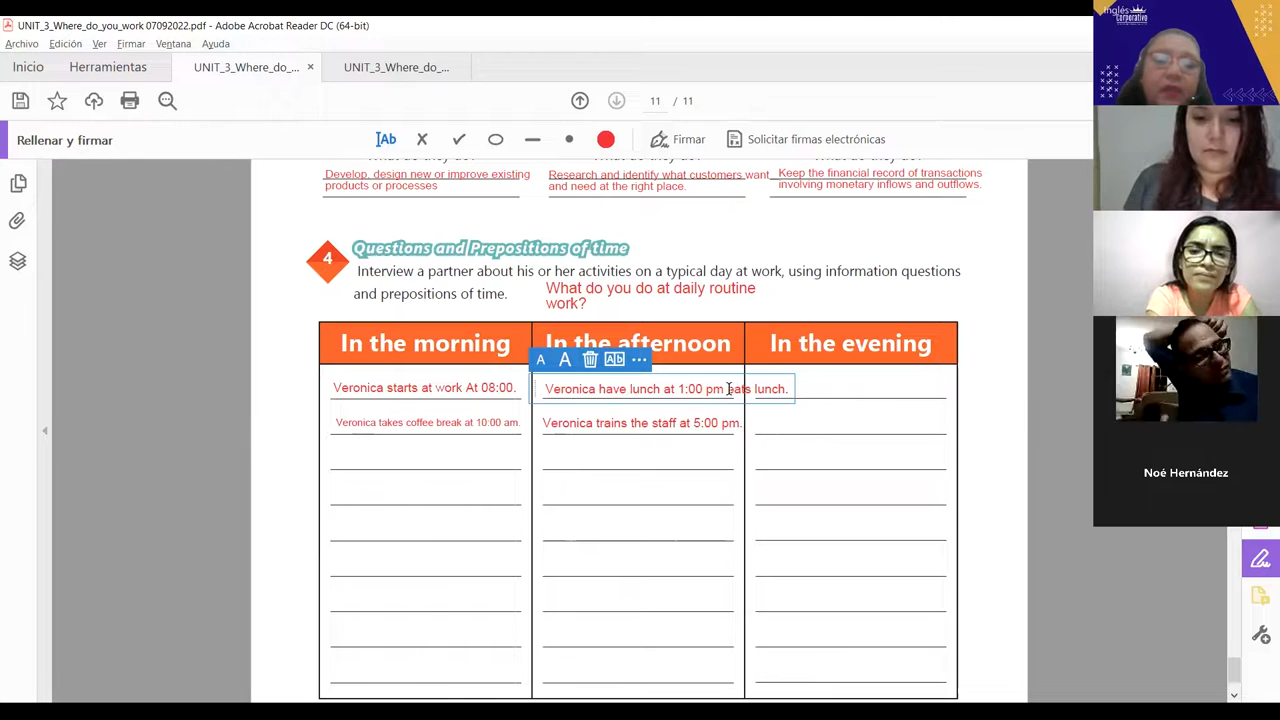 UNIT_3_Where_do_you_work 07092022.pdf - Adobe Acrobat Reader DC (64-bit)
Archivo Edición Ver Firmar Ventana Ayuda
Inicio Herramientas UNIT_3_Where_do_... × UNIT_3_Where_do_...
11 / 11
Rellenar y firmar
Ab Firmar Solicitar firmas electrónicas
Develop, design new or improve existing
products or processes
Research and identify what customers want
and need at the right place.
Keep the financial record of transactions
involving monetary inflows and outflows.
4 Questions and Prepositions of time
Interview a partner about his or her activities on a typical day at work, using information questions
and prepositions of time.
What do you do at daily routine
work?
In the morning In the afternoon In the evening
A A Ab ...
Veronica starts at work At 08:00. Veronica have lunch at 1:00 pm eats lunch.
Veronica takes coffee break at 10:00 am. Veronica trains the staff at 5:00 pm.
Inglés
Corporativo
Noé Hernández